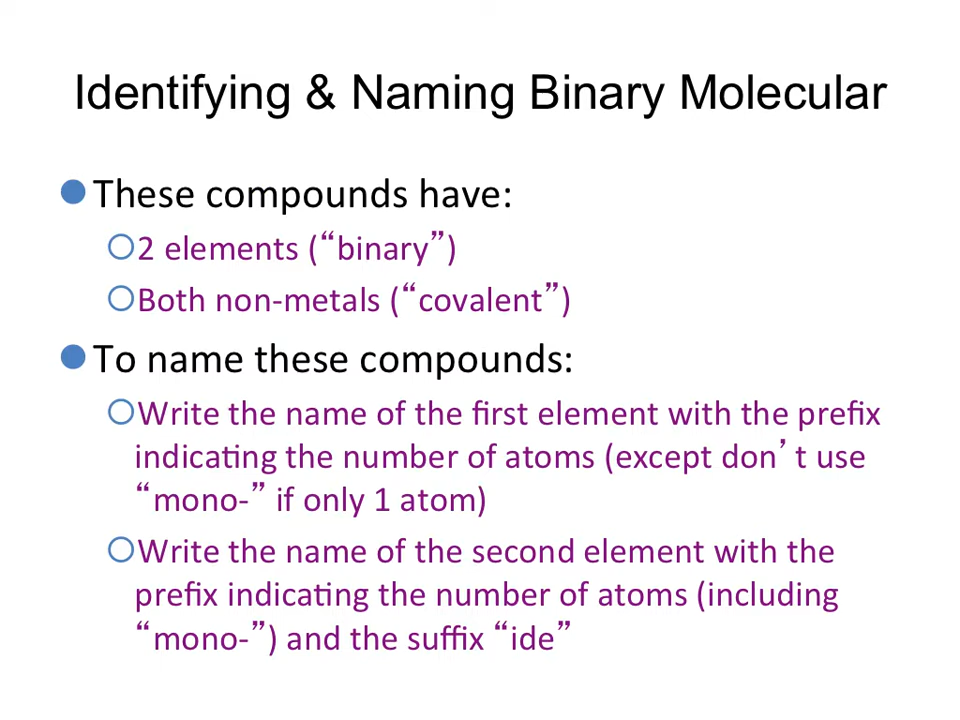 Identifying & Naming Binary Molecular
These compounds have:
2 elements (“binary”)
Both non-metals (“covalent”)
To name these compounds:
Write the name of the first element with the prefix
indicating the number of atoms (except don’t use
“mono-” if only 1 atom)
Write the name of the second element with the
prefix indicating the number of atoms (including
“mono-”) and the suffix “ide”